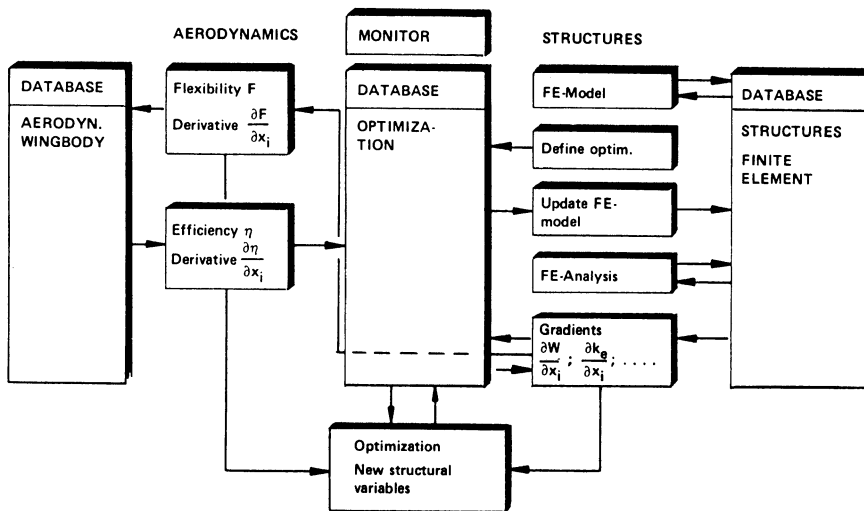 AERODYNAMICS
MONITOR
STRUCTURES
DATABASE
AERODYN.
WINGBODY
Flexibility F
Derivative ∂F/∂xᵢ
Efficiency η
Derivative ∂η/∂xᵢ
DATABASE
OPTIMIZA-
TION
FE-Model
Define optim.
Update FE-
model
FE-Analysis
Gradients
∂W/∂xᵢ ; ∂kₑ/∂xᵢ ; . . . .
DATABASE
STRUCTURES
FINITE
ELEMENT
Optimization
New structural
variables